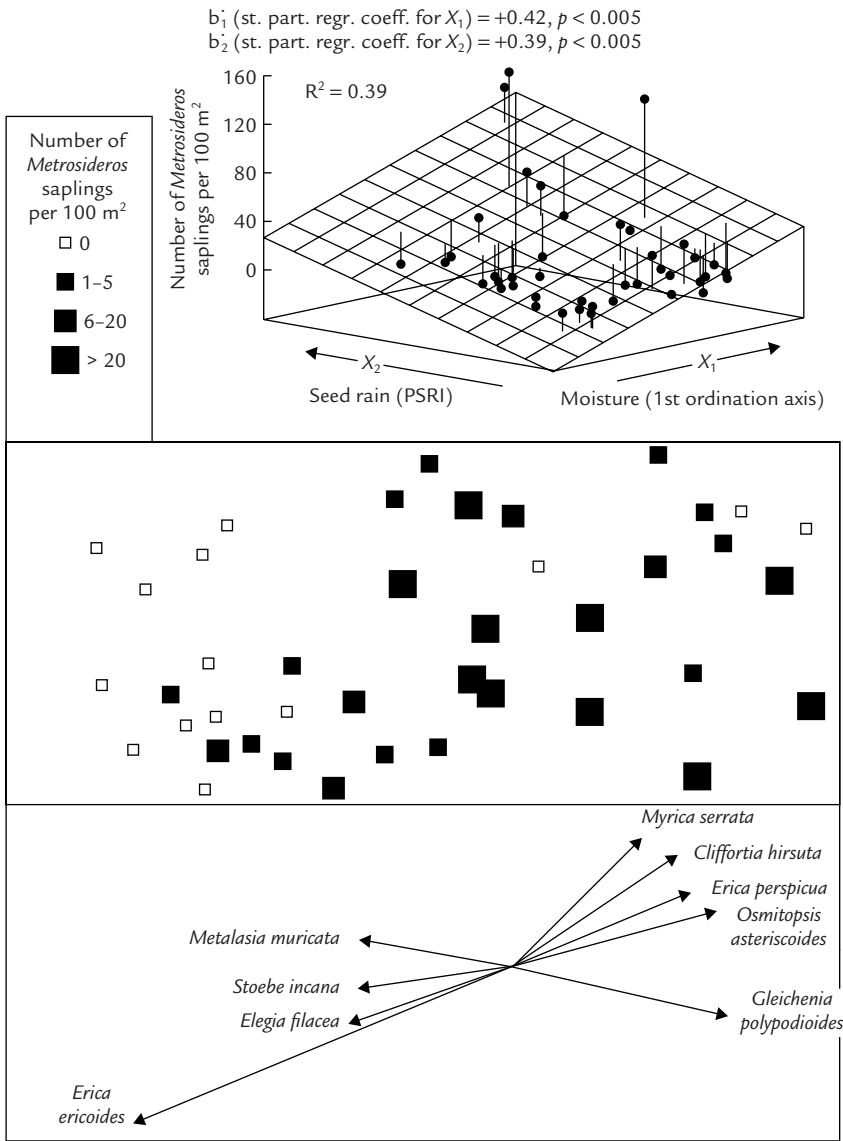 b₁˙ (st. part. regr. coeff. for X₁) = +0.42, p < 0.005
b₂˙ (st. part. regr. coeff. for X₂) = +0.39, p < 0.005
R² = 0.39
160
120
80
40
0
Number of Metrosideros
saplings per 100 m²
X₂
X₁
Seed rain (PSRI)
Moisture (1st ordination axis)
Number of
Metrosideros
saplings
per 100 m²
0
1–5
6–20
> 20
Myrica serrata
Cliffortia hirsuta
Erica perspicua
Osmitopsis
asteriscoides
Metalasia muricata
Stoebe incana
Elegia filacea
Gleichenia
polypodioides
Erica
ericoides